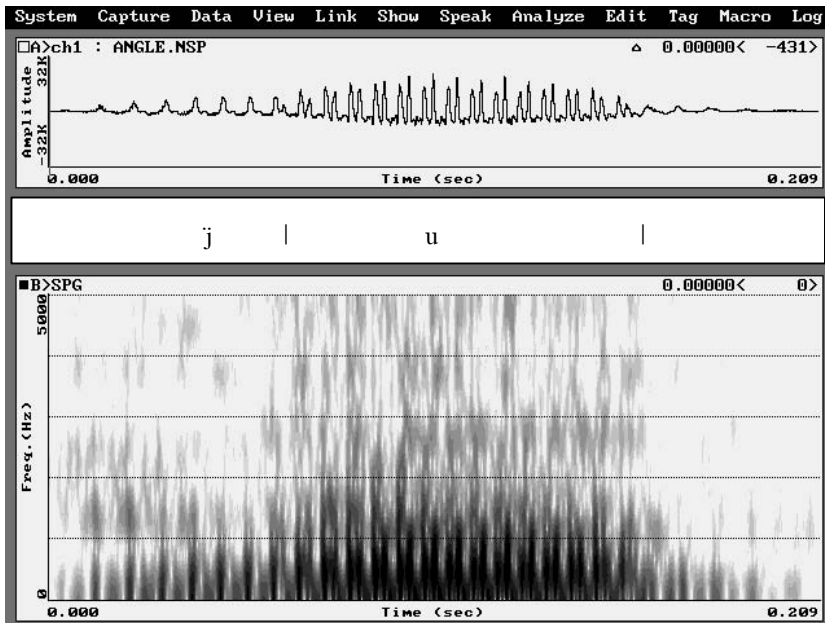 System Capture Data View Link Show Speak Analyze Edit Tag Macro Log
□A>ch1 : ANGLE.NSP △ 0.00000< -431>
Amplitude
32K
-32K
0.000 Time (sec) 0.209
j̈ | u |
■B>SPG 0.00000< 0>
5000
Freq.(Hz)
0
0.000 Time (sec) 0.209